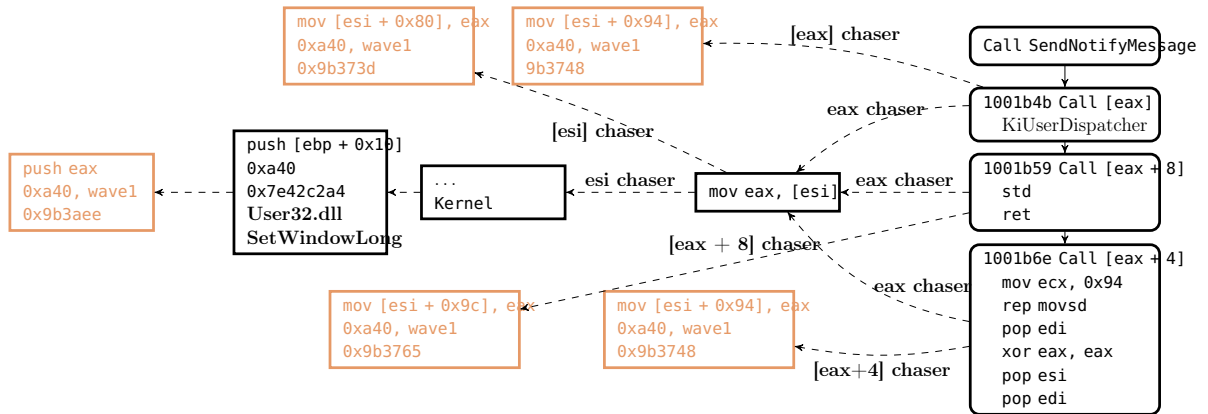 mov [esi + 0x80], eax
0xa40, wave1
0x9b373d
mov [esi + 0x94], eax
0xa40, wave1
9b3748
[eax] chaser
Call SendNotifyMessage
eax chaser
1001b4b Call [eax]
KiUserDispatcher
[esi] chaser
push eax
0xa40, wave1
0x9b3aee
push [ebp + 0x10]
0xa40
0x7e42c2a4
User32.dll
SetWindowLong
...
Kernel
esi chaser
mov eax, [esi]
eax chaser
1001b59 Call [eax + 8]
std
ret
[eax + 8] chaser
eax chaser
1001b6e Call [eax + 4]
mov ecx, 0x94
rep movsd
pop edi
xor eax, eax
pop esi
pop edi
mov [esi + 0x9c], eax
0xa40, wave1
0x9b3765
mov [esi + 0x94], eax
0xa40, wave1
0x9b3748
[eax+4] chaser